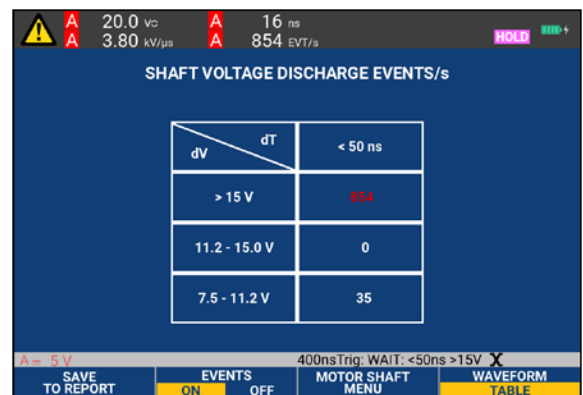 A 20.0 vc A 16 ns
A 3.80 kV/µs A 854 EVT/s
HOLD
SHAFT VOLTAGE DISCHARGE EVENTS/s
dT
dV
< 50 ns
> 15 V 854
11.2 - 15.0 V 0
7.5 - 11.2 V 35
A= 5 V 400nsTrig: WAIT: <50ns >15V X
SAVE EVENTS MOTOR SHAFT WAVEFORM
TO REPORT ON OFF MENU TABLE